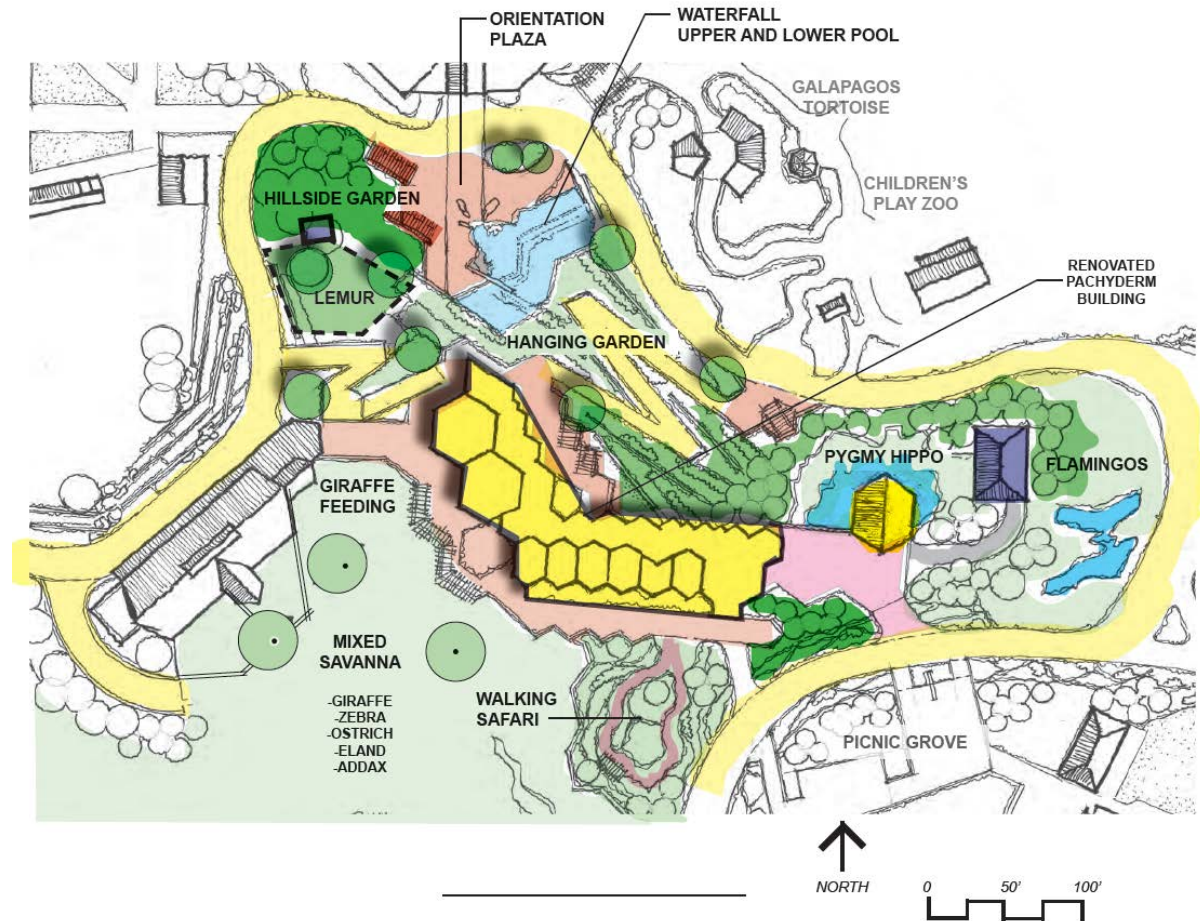 ORIENTATION
PLAZA
WATERFALL
UPPER AND LOWER POOL
GALAPAGOS
TORTOISE
CHILDREN'S
PLAY ZOO
HILLSIDE GARDEN
LEMUR
RENOVATED
PACHYDERM
BUILDING
HANGING GARDEN
PYGMY HIPPO
FLAMINGOS
GIRAFFE
FEEDING
MIXED
SAVANNA
-GIRAFFE
-ZEBRA
-OSTRICH
-ELAND
-ADDAX
WALKING
SAFARI
PICNIC GROVE
NORTH
0 50' 100'